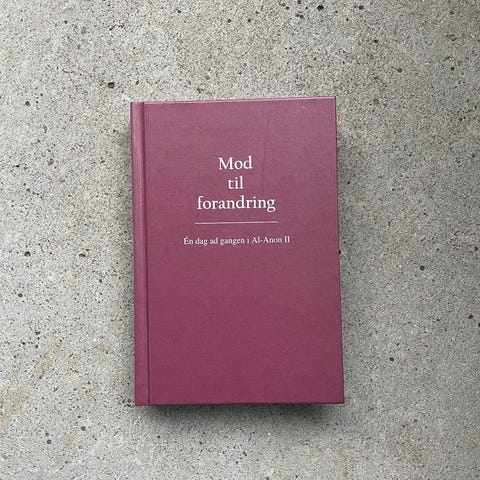 Mod
til
forandring
Én dag ad gangen i Al-Anon II